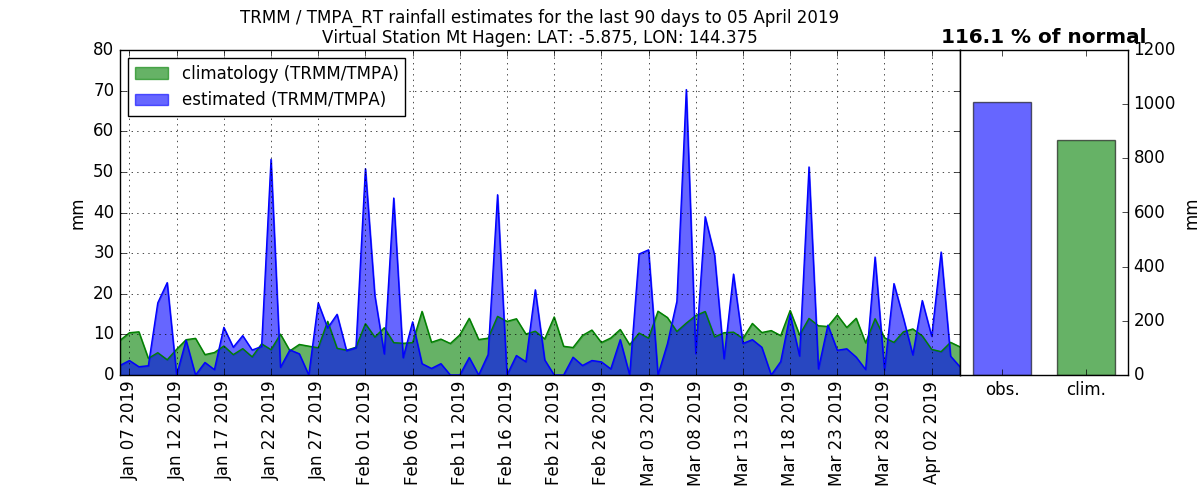 TRMM / TMPA_RT rainfall estimates for the last 90 days to 05 April 2019
Virtual Station Mt Hagen: LAT: -5.875, LON: 144.375
116.1 % of normal
climatology (TRMM/TMPA)
estimated (TRMM/TMPA)
80
70
60
50
40
30
20
10
0
mm
Jan 07 2019
Jan 12 2019
Jan 17 2019
Jan 22 2019
Jan 27 2019
Feb 01 2019
Feb 06 2019
Feb 11 2019
Feb 16 2019
Feb 21 2019
Feb 26 2019
Mar 03 2019
Mar 08 2019
Mar 13 2019
Mar 18 2019
Mar 23 2019
Mar 28 2019
Apr 02 2019
1200
1000
800
600
400
200
0
mm
obs.
clim.